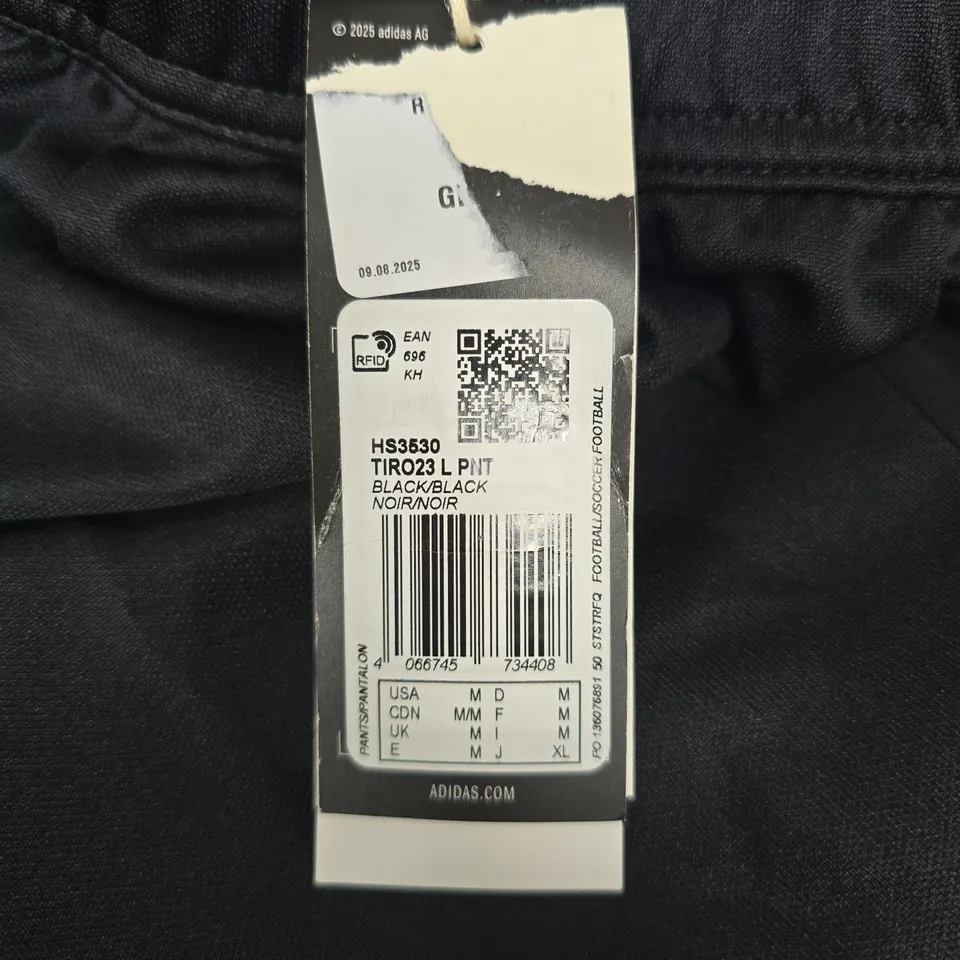 © 2025 adidas AG
R
Gi
09.08.2025
RFID
EAN
696
KH
HS3530
TIRO23 L PNT
BLACK/BLACK
NOIR/NOIR
4 066745 734408
PANTS/PANTALON
PO 136076891 50 STSTRFQ FOOTBALL/SOCCER FOOTBALL
USA M D M
CDN M/M F M
UK M I M
E M J XL
ADIDAS.COM